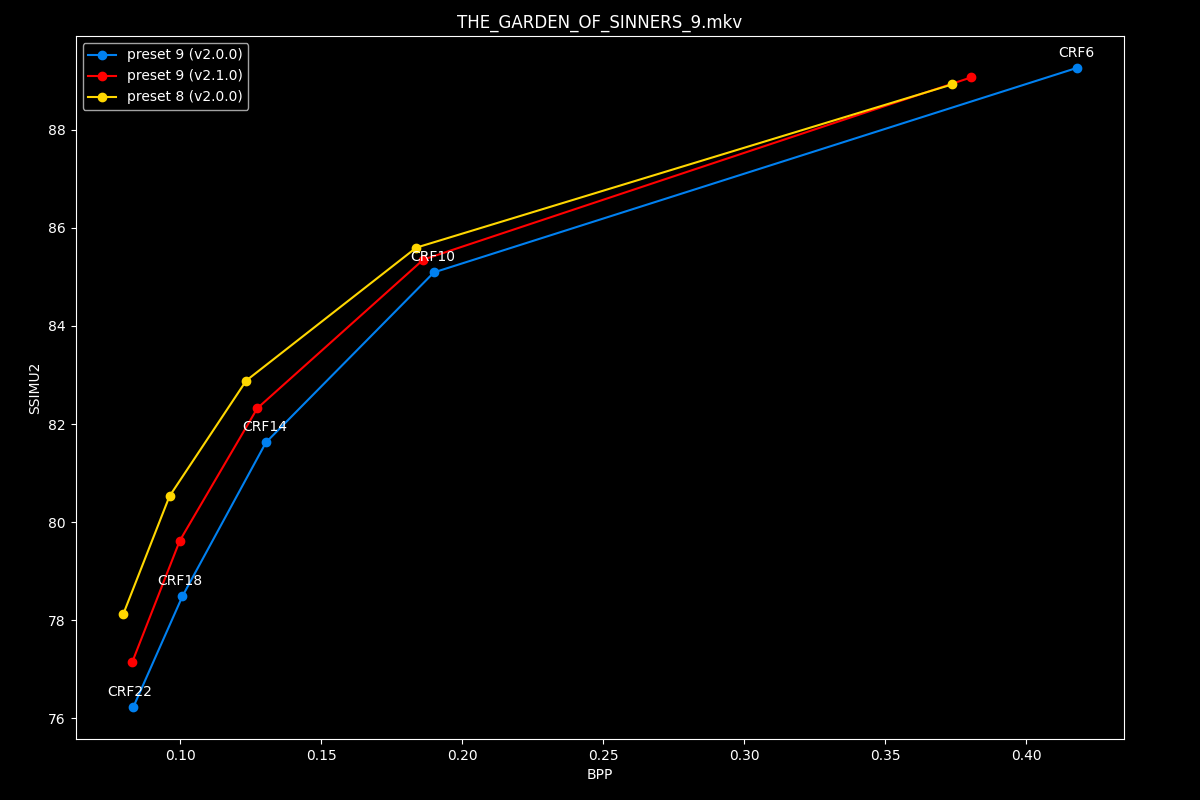 THE_GARDEN_OF_SINNERS_9.mkv
preset 9 (v2.0.0)
preset 9 (v2.1.0)
preset 8 (v2.0.0)
CRF6
CRF10
CRF14
CRF18
CRF22
88
86
84
82
80
78
76
SSIMU2
0.10 0.15 0.20 0.25 0.30 0.35 0.40
BPP